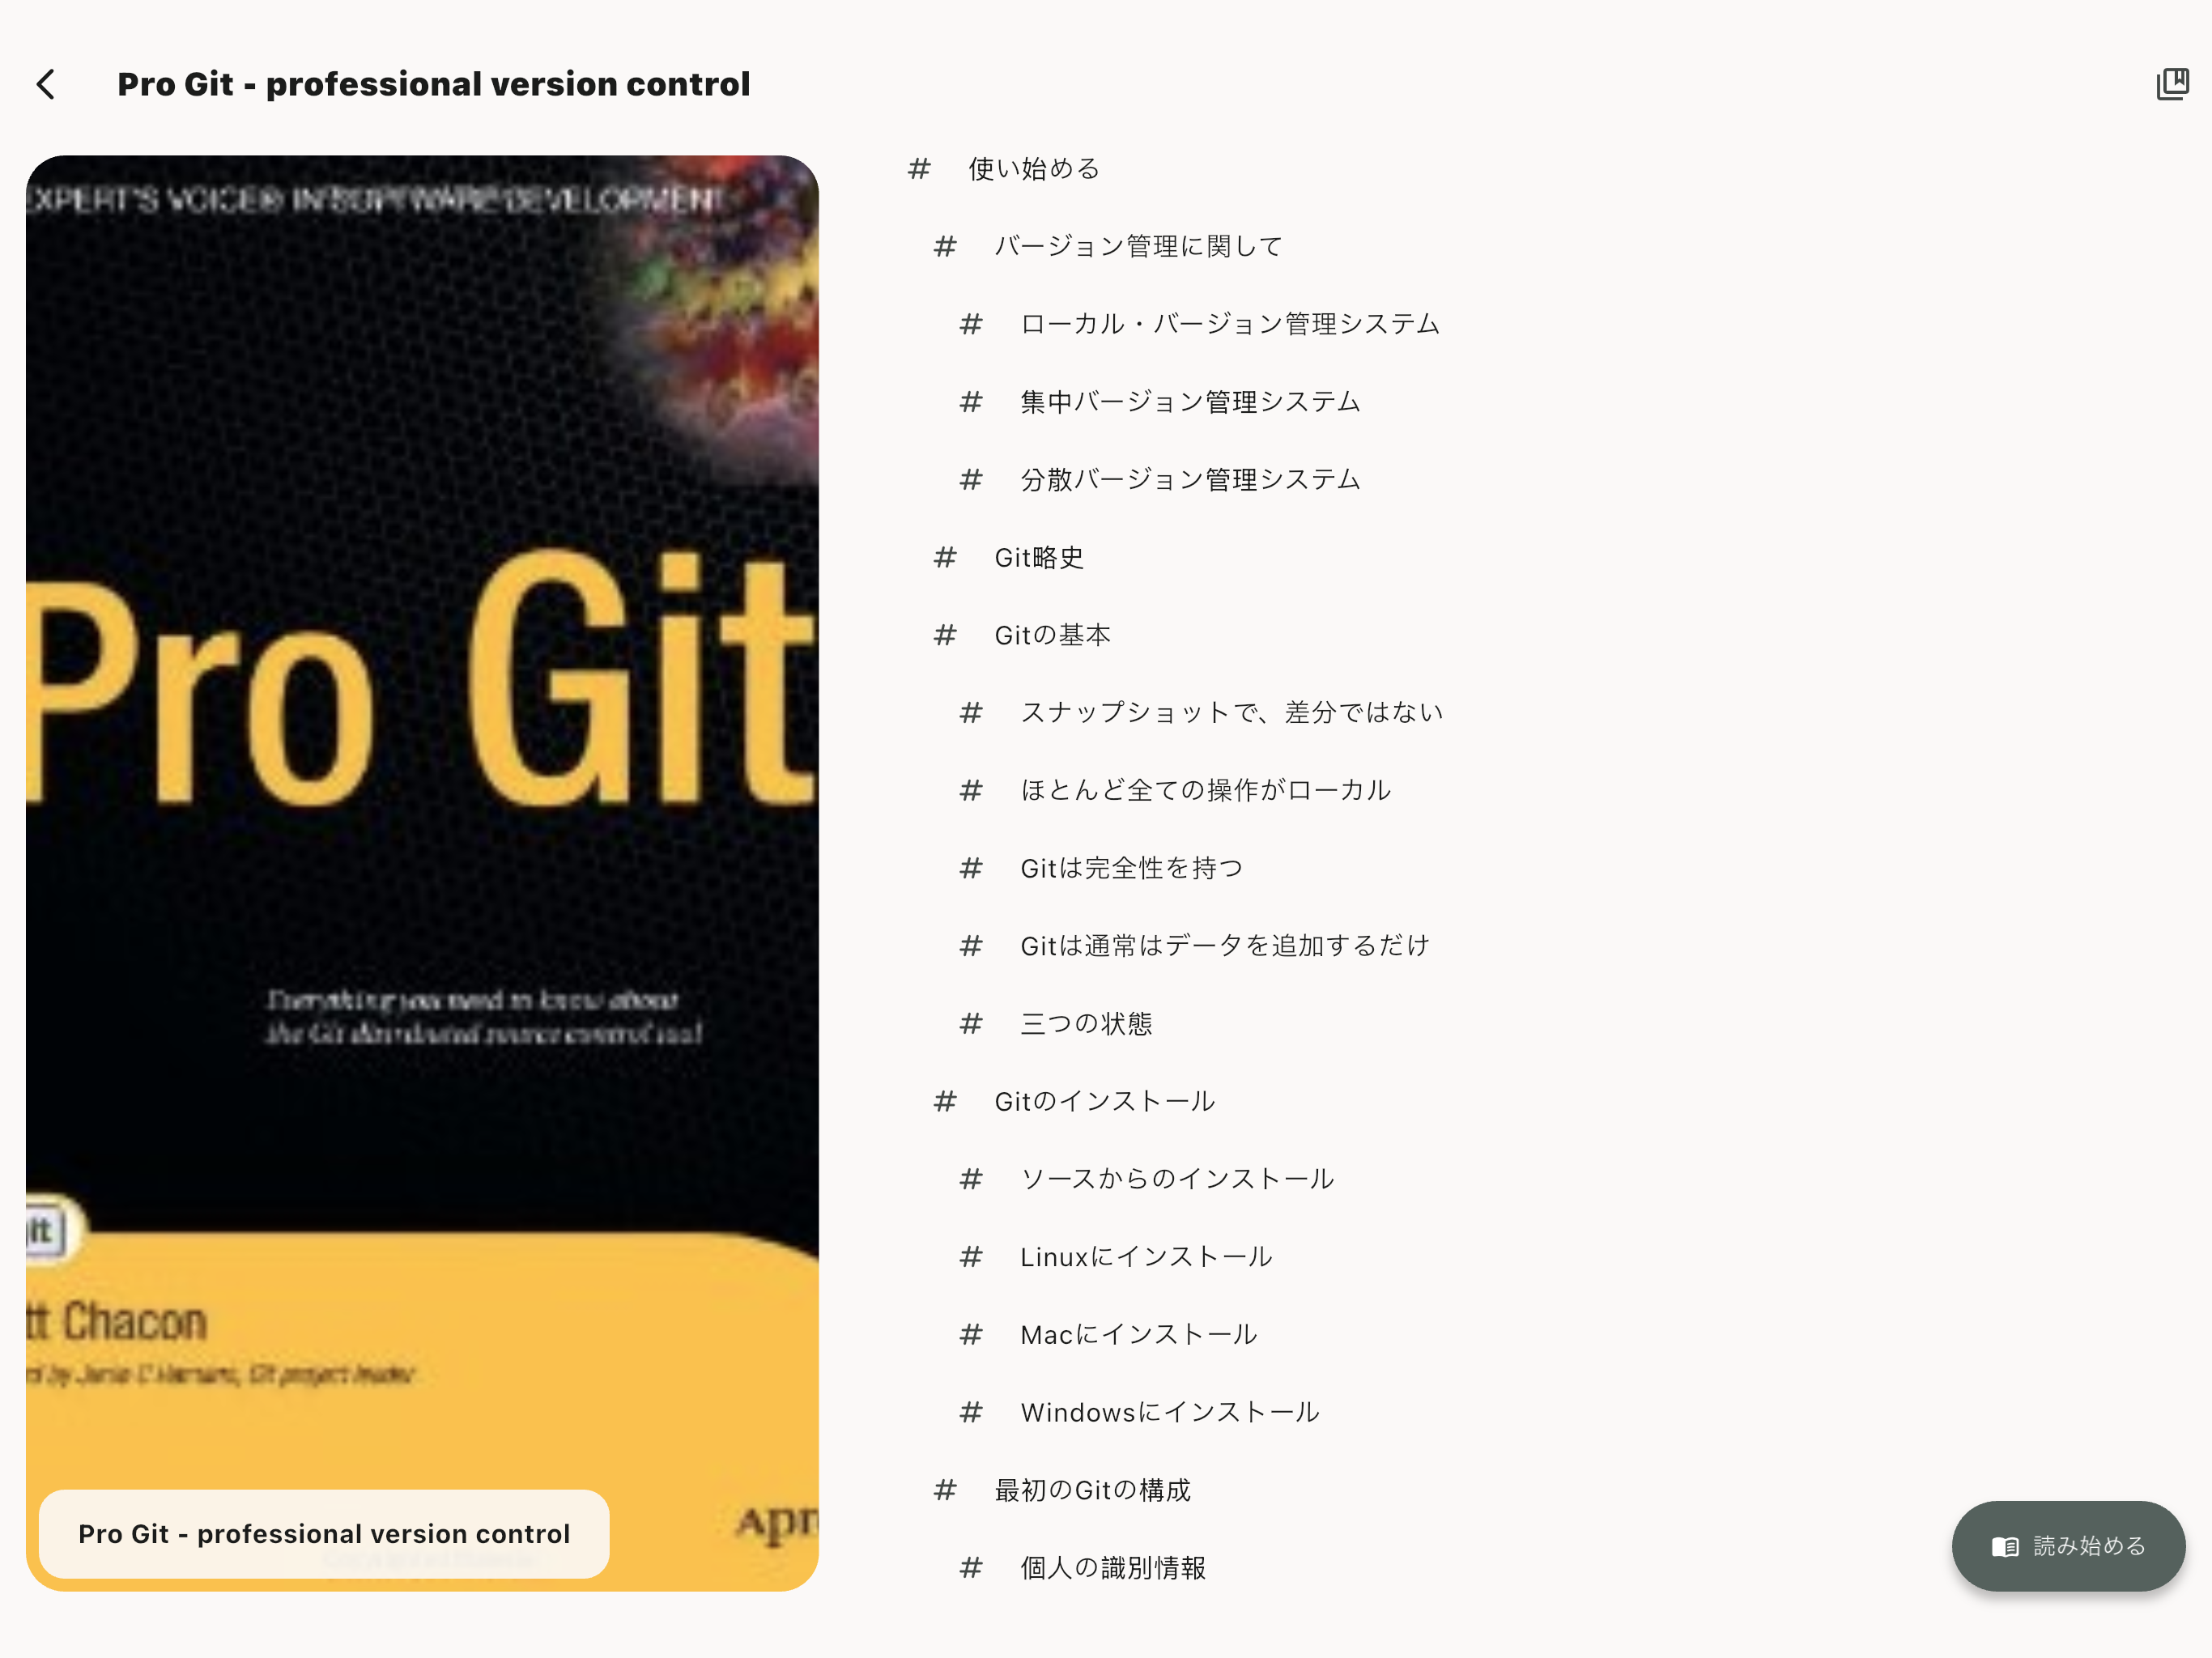 Pro Git - professional version control
EXPERT'S VOICE® IN SOFTWARE DEVELOPMENT
Pro Git
Everything you need to know about
the Git distributed source control tool
git
tt Chacon
by C Git project leader
Apr
Pro Git - professional version control
# 使い始める
# バージョン管理に関して
# ローカル・バージョン管理システム
# 集中バージョン管理システム
# 分散バージョン管理システム
# Git略史
# Gitの基本
# スナップショットで、差分ではない
# ほとんど全ての操作がローカル
# Gitは完全性を持つ
# Gitは通常はデータを追加するだけ
# 三つの状態
# Gitのインストール
# ソースからのインストール
# Linuxにインストール
# Macにインストール
# Windowsにインストール
# 最初のGitの構成
# 個人の識別情報
読み始める